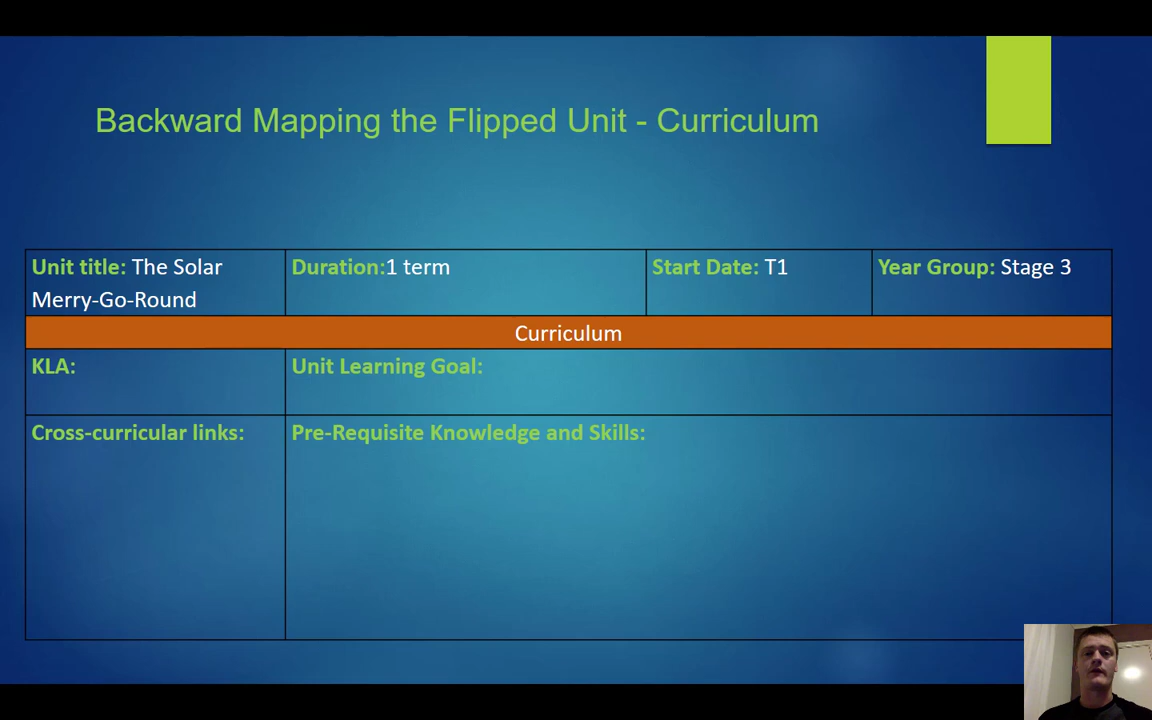 Backward Mapping the Flipped Unit - Curriculum
Unit title: The Solar
Merry-Go-Round
Duration:1 term
Start Date: T1
Year Group: Stage 3
Curriculum
KLA:
Unit Learning Goal:
Cross-curricular links:
Pre-Requisite Knowledge and Skills: